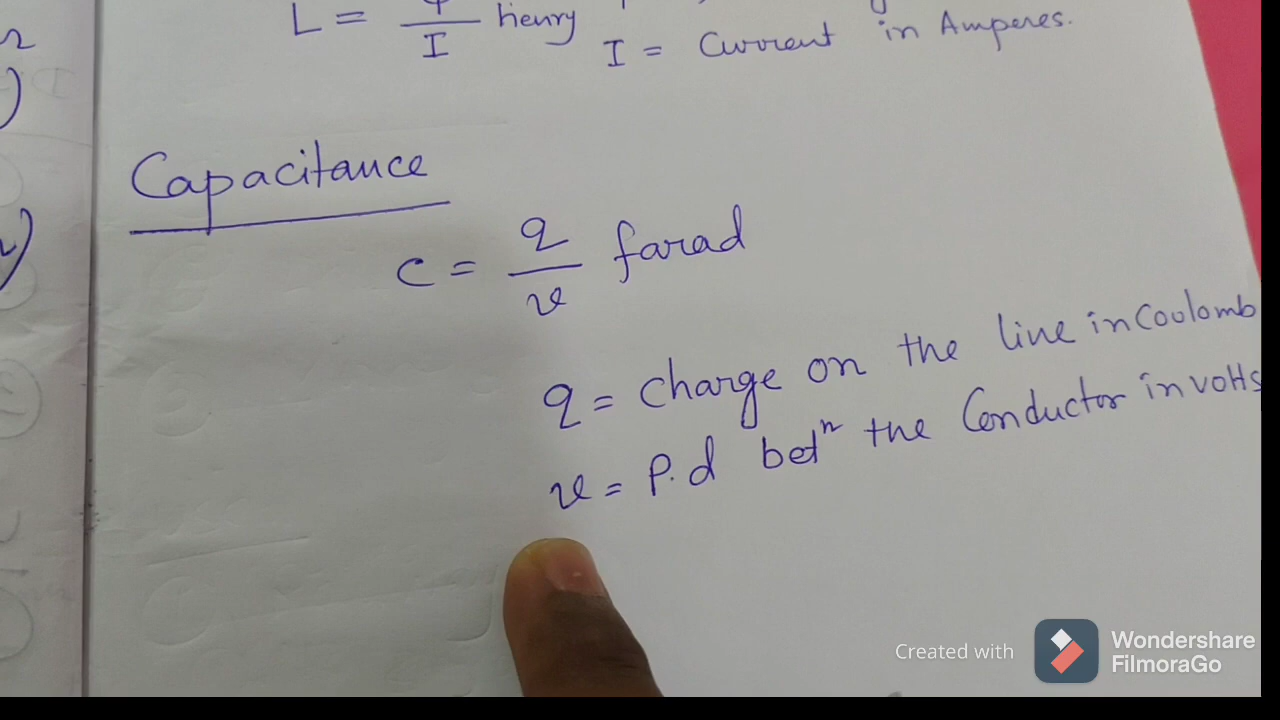 L = I henry
I = Current in Amperes.
Capacitance
c = q/v farad
q = charge on the line in Coulomb
v = P.d betn the Conductor in volts
Created with
Wondershare
FilmoraGo